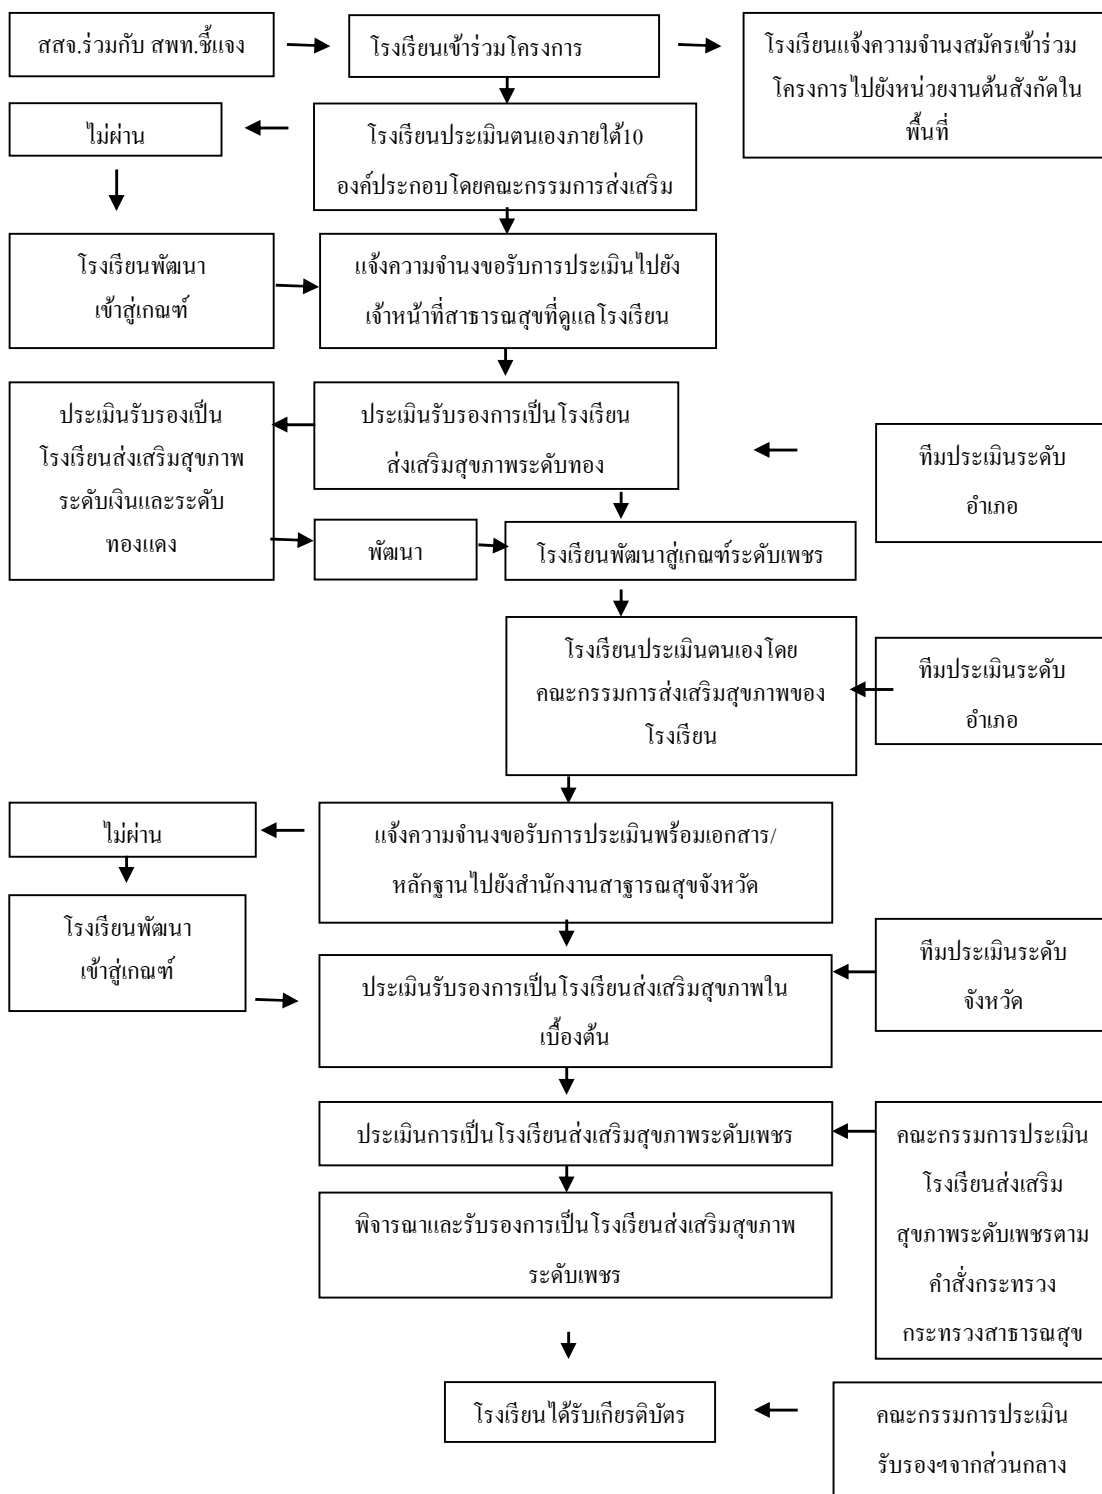 สสจ.ร่วมกับ สพท.ชี้แจง
โรงเรียนเข้าร่วมโครงการ
โรงเรียนแจ้งความจำนงสมัครเข้าร่วม
โครงการไปยังหน่วยงานต้นสังกัดใน
พื้นที่
ไม่ผ่าน
โรงเรียนประเมินตนเองภายใต้10
องค์ประกอบโดยคณะกรรมการส่งเสริม
โรงเรียนพัฒนา
เข้าสู่เกณฑ์
แจ้งความจำนงขอรับการประเมินไปยัง
เจ้าหน้าที่สาธารณสุขที่ดูแลโรงเรียน
ประเมินรับรองเป็น
โรงเรียนส่งเสริมสุขภาพ
ระดับเงินและระดับ
ทองแดง
ประเมินรับรองการเป็นโรงเรียน
ส่งเสริมสุขภาพระดับทอง
ทีมประเมินระดับ
อำเภอ
พัฒนา
โรงเรียนพัฒนาสู่เกณฑ์ระดับเพชร
โรงเรียนประเมินตนเองโดย
คณะกรรมการส่งเสริมสุขภาพของ
โรงเรียน
ทีมประเมินระดับ
อำเภอ
ไม่ผ่าน
แจ้งความจำนงขอรับการประเมินพร้อมเอกสาร/
หลักฐานไปยังสำนักงานสาฐารณสุขจังหวัด
โรงเรียนพัฒนา
เข้าสู่เกณฑ์
ประเมินรับรองการเป็นโรงเรียนส่งเสริมสุขภาพใน
เบื้องต้น
ทีมประเมินระดับ
จังหวัด
ประเมินการเป็นโรงเรียนส่งเสริมสุขภาพระดับเพชร
คณะกรรมการประเมิน
โรงเรียนส่งเสริม
สุขภาพระดับเพชรตาม
คำสั่งกระทรวง
กระทรวงสาธารณสุข
พิจารณาและรับรองการเป็นโรงเรียนส่งเสริมสุขภาพ
ระดับเพชร
โรงเรียนได้รับเกียรติบัตร
คณะกรรมการประเมิน
รับรองฯจากส่วนกลาง